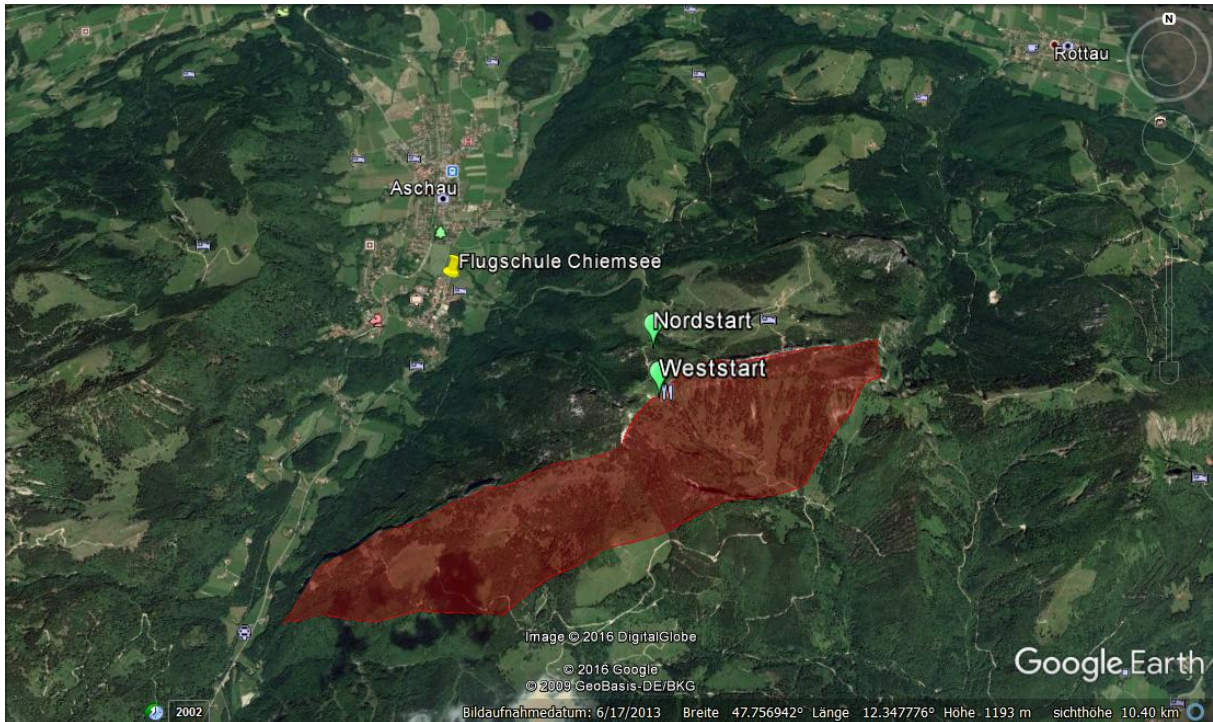 N
Rottau
Aschau
Flugschule Chiemsee
Nordstart
Weststart
Image © 2016 DigitalGlobe
© 2016 Google
© 2009 GeoBasis-DE/BKG
Google Earth
2002
Bildaufnahmedatum: 6/17/2013 Breite 47.756942° Länge 12.347776° Höhe 1193 m sichthöhe 10.40 km